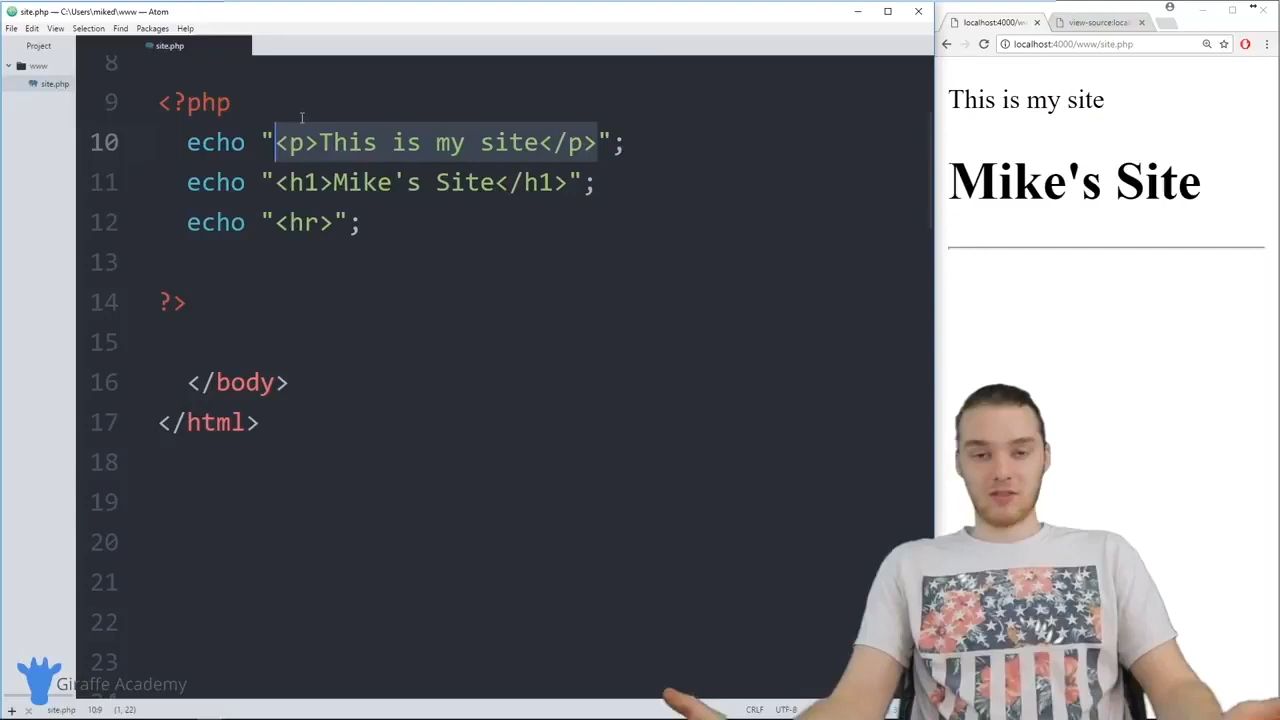 site.php — C:\Users\miked\www — Atom
File Edit View Selection Find Packages Help
Project
www
site.php
site.php
8
9 <?php
10 echo "<p>This is my site</p>";
11 echo "<h1>Mike's Site</h1>";
12 echo "<hr>";
13
14 ?>
15
16 </body>
17 </html>
18
19
20
21
22
23
Giraffe Academy
site.php 10:9 (1, 22)
CRLF UTF-8
localhost:4000/w
view-source:local
localhost:4000/www/site.php
This is my site
Mike's Site